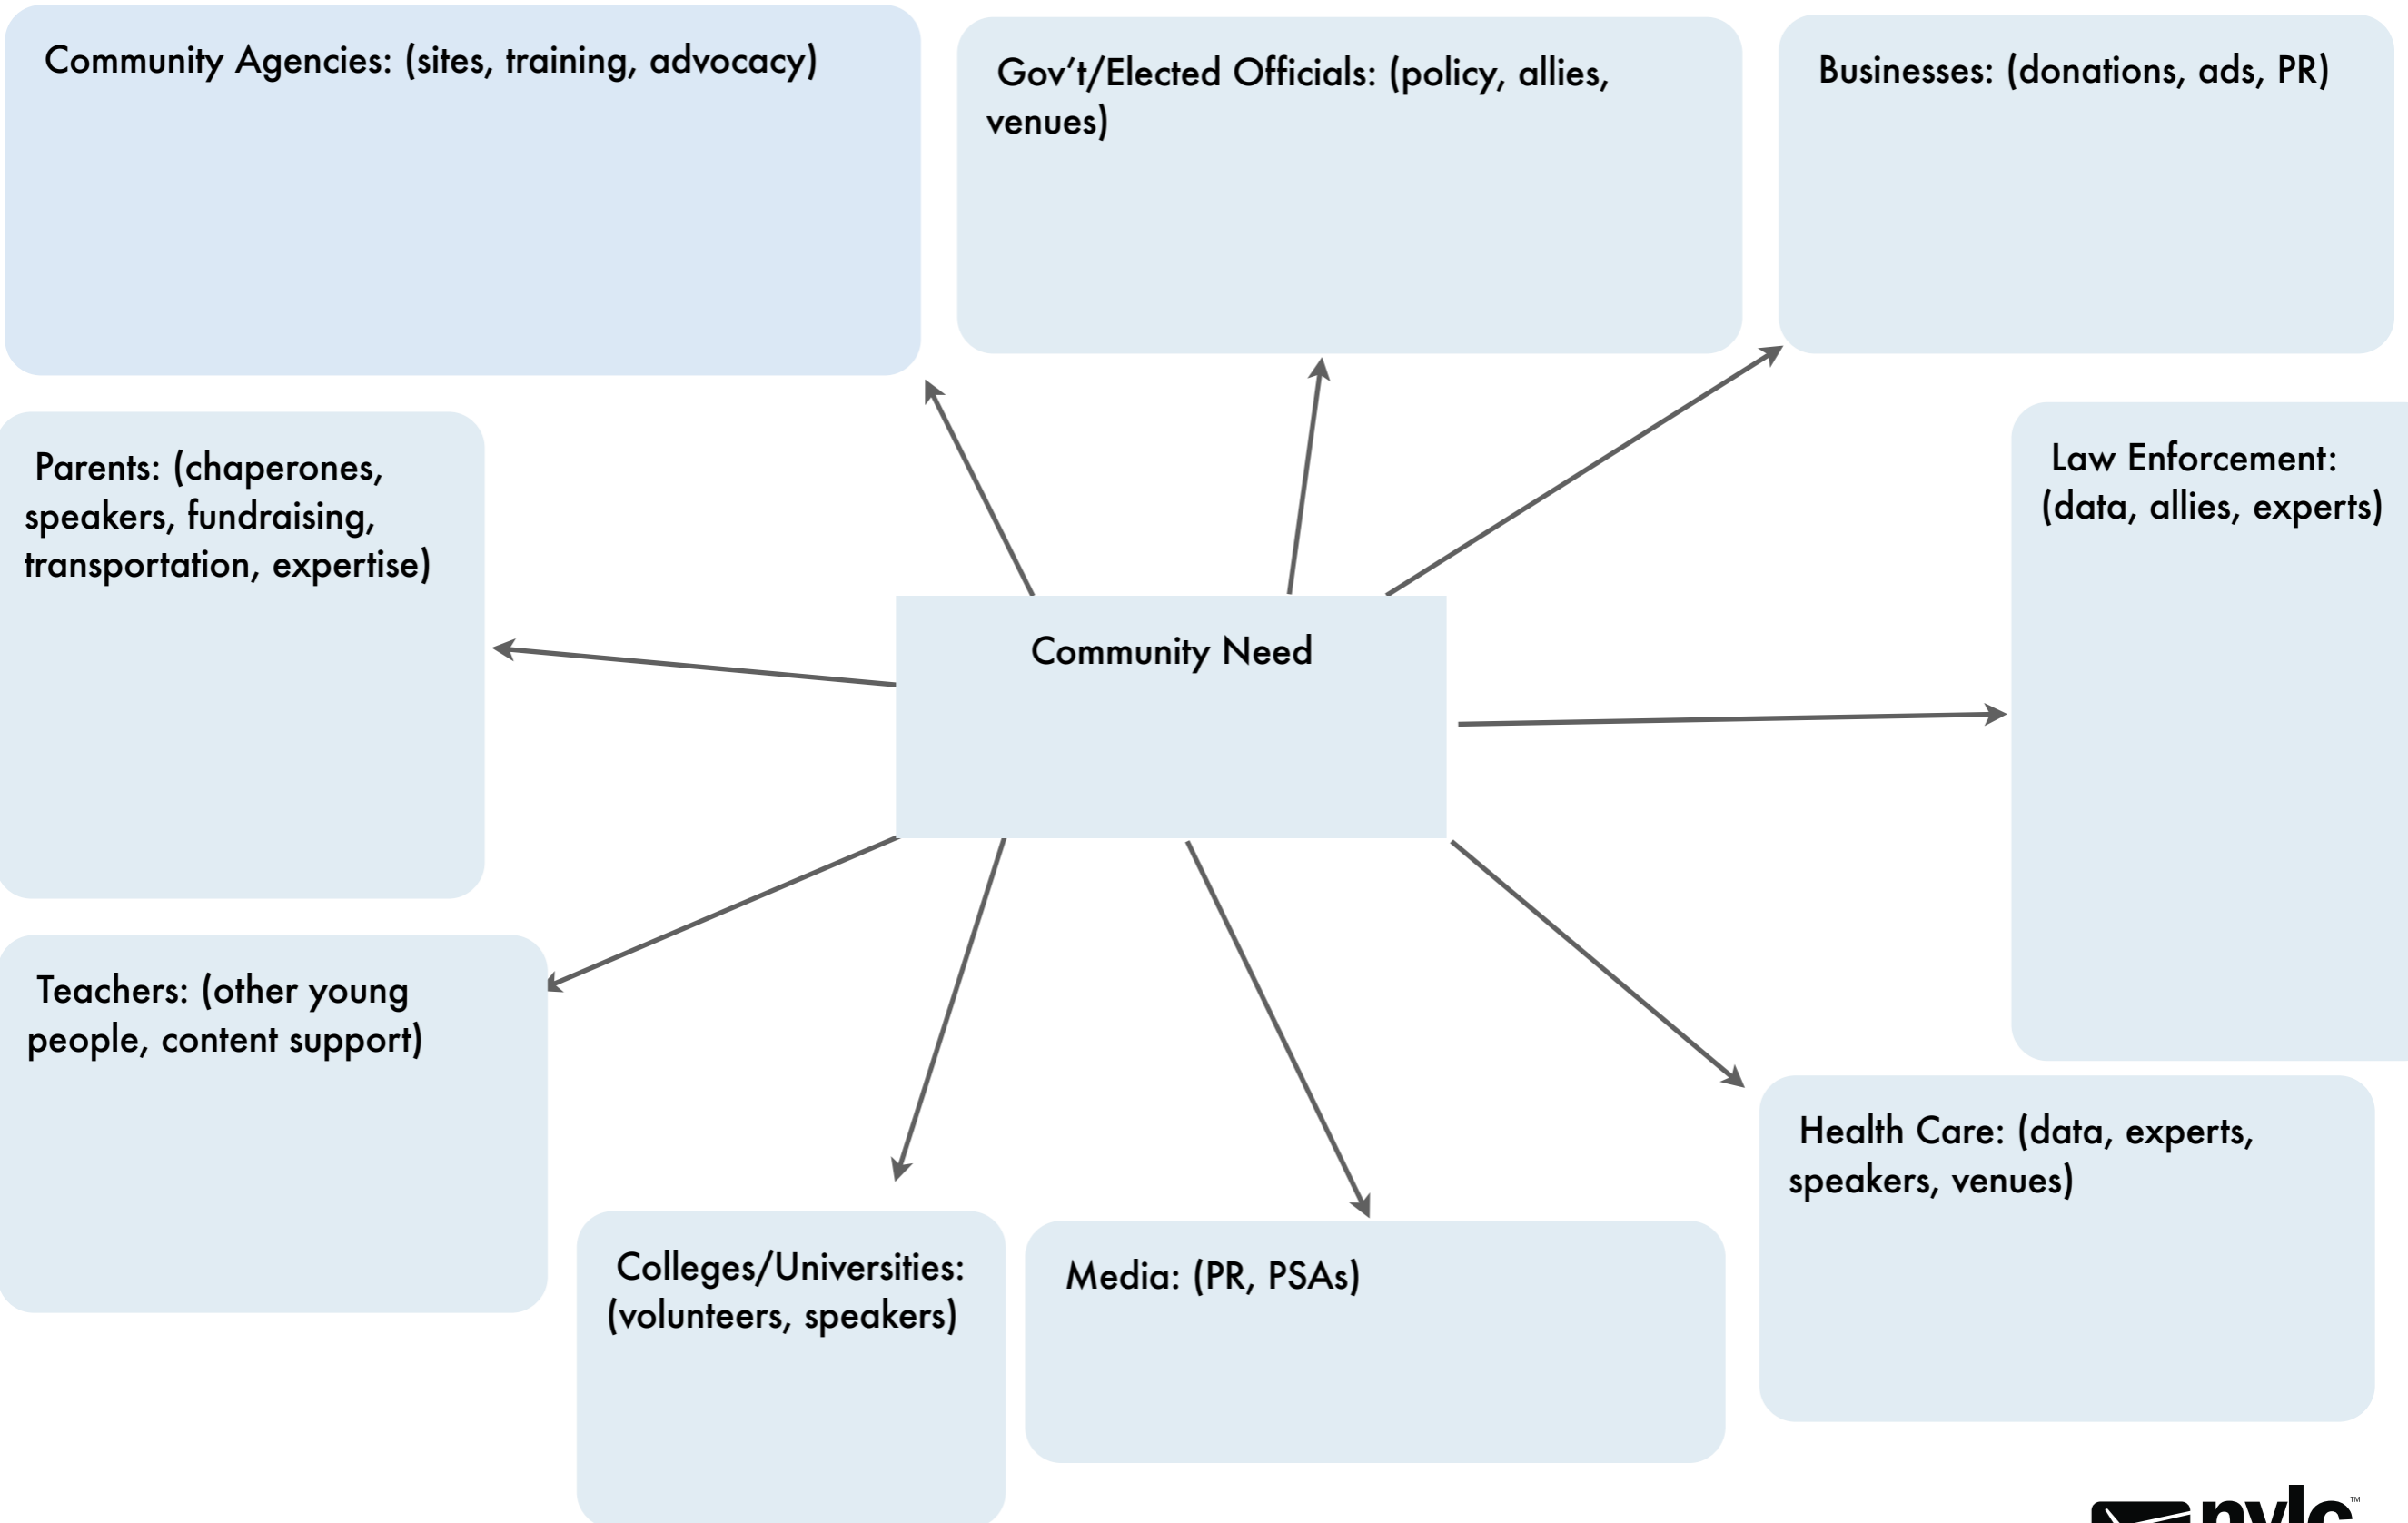 Community Agencies: (sites, training, advocacy)
Gov’t/Elected Officials: (policy, allies,
venues)
Businesses: (donations, ads, PR)
Parents: (chaperones,
speakers, fundraising,
transportation, expertise)
Law Enforcement:
(data, allies, experts)
Community Need
Teachers: (other young
people, content support)
Health Care: (data, experts,
speakers, venues)
Colleges/Universities:
(volunteers, speakers)
Media: (PR, PSAs)
nylc™